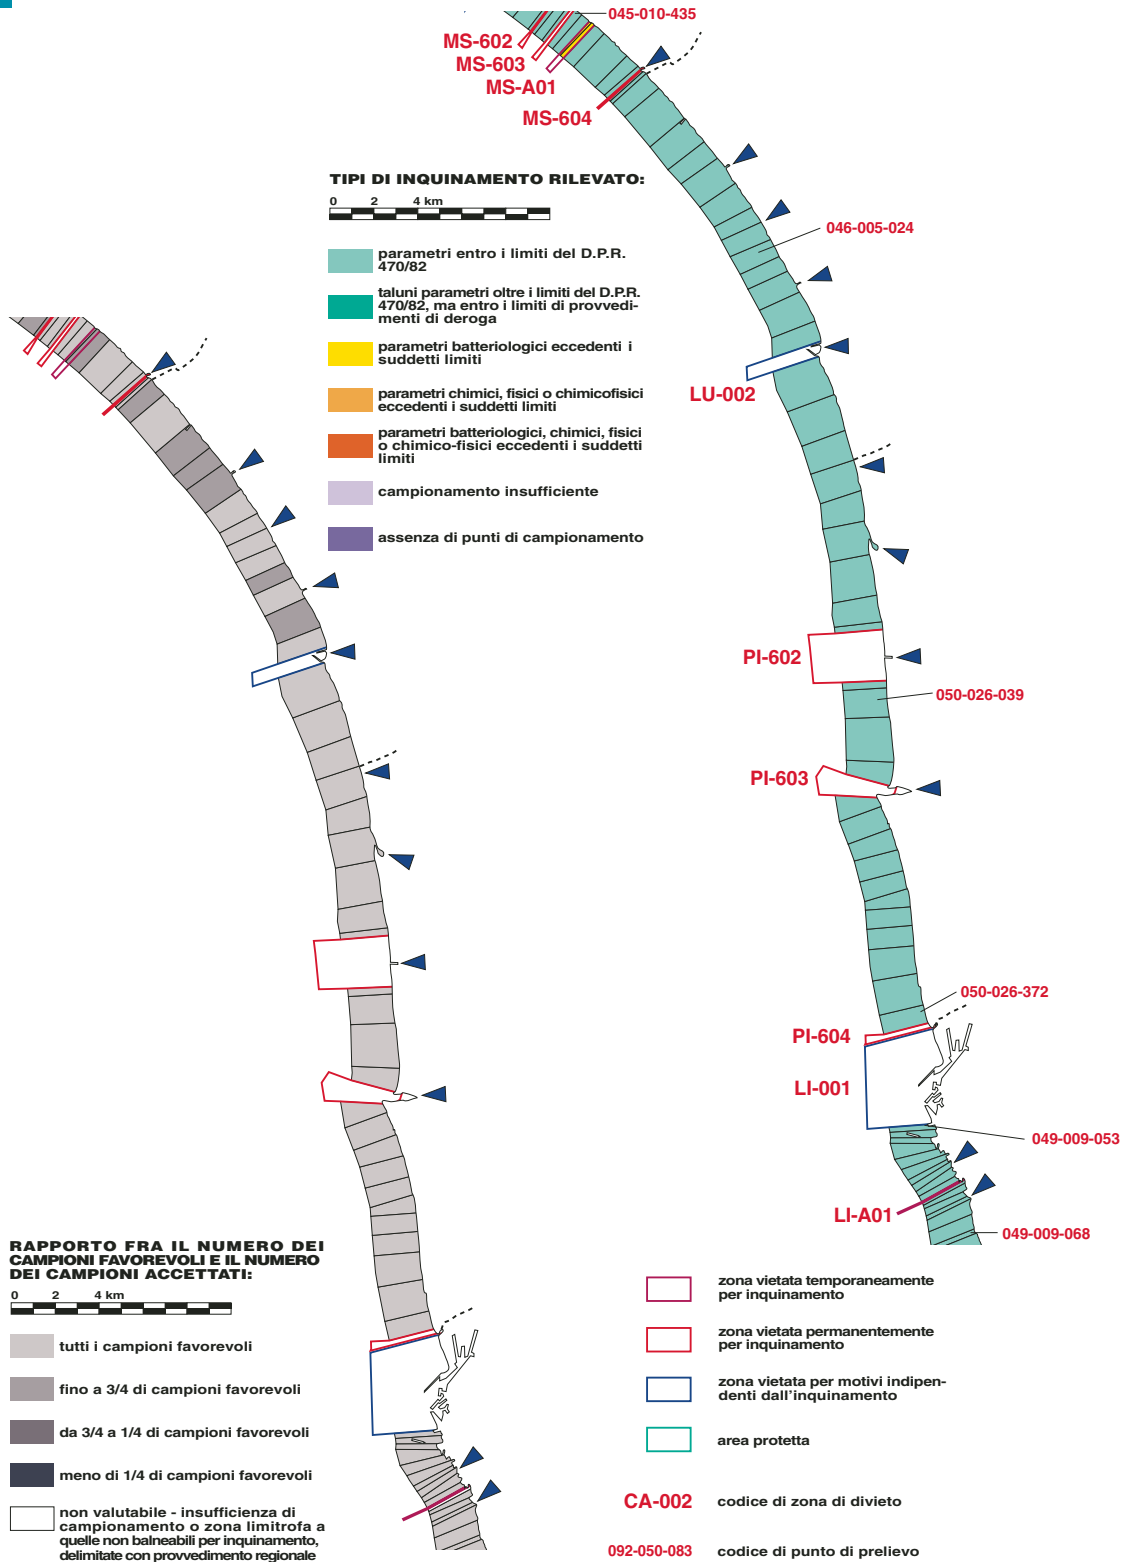 045-010-435
MS-602
MS-603
MS-A01
MS-604
TIPI DI INQUINAMENTO RILEVATO:
0 2 4 km
parametri entro i limiti del D.P.R.
470/82
taluni parametri oltre i limiti del D.P.R.
470/82, ma entro i limiti di provvedi-
menti di deroga
parametri batteriologici eccedenti i
suddetti limiti
parametri chimici, fisici o chimicofisici
eccedenti i suddetti limiti
parametri batteriologici, chimici, fisici
o chimico-fisici eccedenti i suddetti
limiti
campionamento insufficiente
assenza di punti di campionamento
046-005-024
LU-002
PI-602
050-026-039
PI-603
050-026-372
PI-604
LI-001
049-009-053
LI-A01
049-009-068
RAPPORTO FRA IL NUMERO DEI
CAMPIONI FAVOREVOLI E IL NUMERO
DEI CAMPIONI ACCETTATI:
0 2 4 km
tutti i campioni favorevoli
fino a 3/4 di campioni favorevoli
da 3/4 a 1/4 di campioni favorevoli
meno di 1/4 di campioni favorevoli
non valutabile - insufficienza di
campionamento o zona limitrofa a
quelle non balneabili per inquinamento,
delimitate con provvedimento regionale
zona vietata temporaneamente
per inquinamento
zona vietata permanentemente
per inquinamento
zona vietata per motivi indipen-
denti dall'inquinamento
area protetta
CA-002 codice di zona di divieto
092-050-083 codice di punto di prelievo